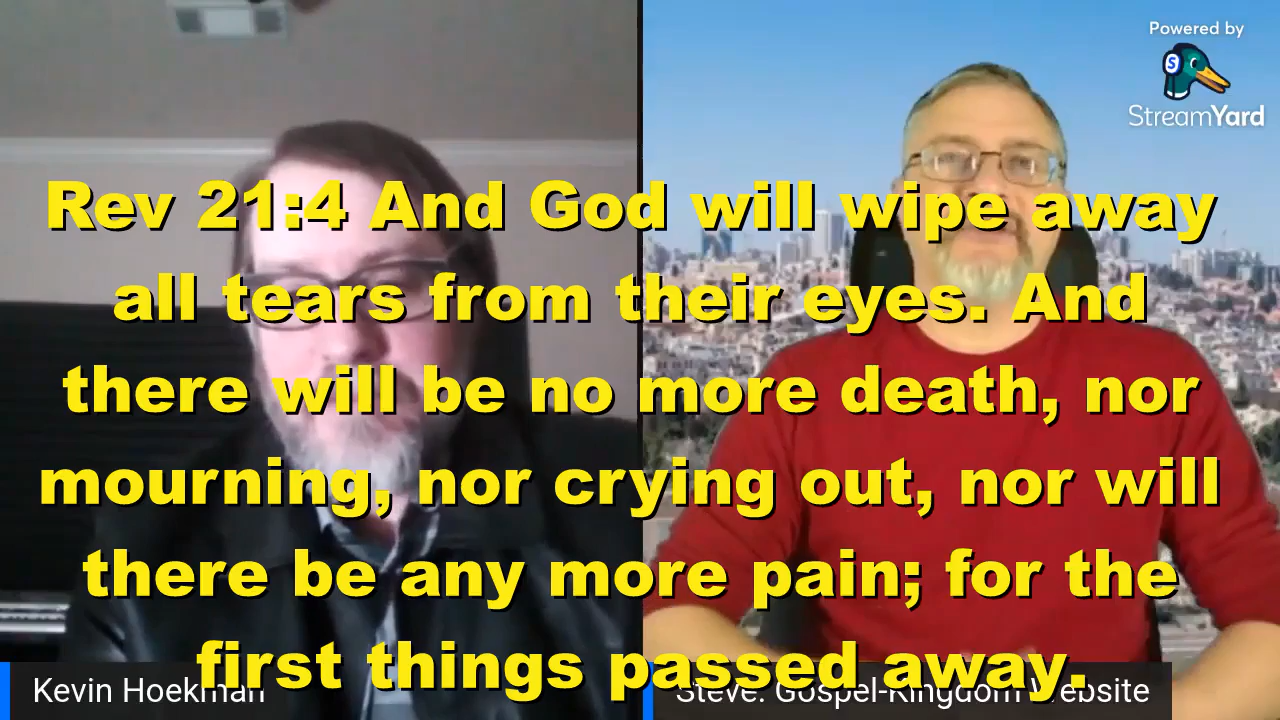 Powered by
StreamYard
Rev 21:4 And God will wipe away
all tears from their eyes. And
there will be no more death, nor
mourning, nor crying out, nor will
there be any more pain; for the
first things passed away.
Kevin Hoekman
Steve: Gospel-Kingdom Website